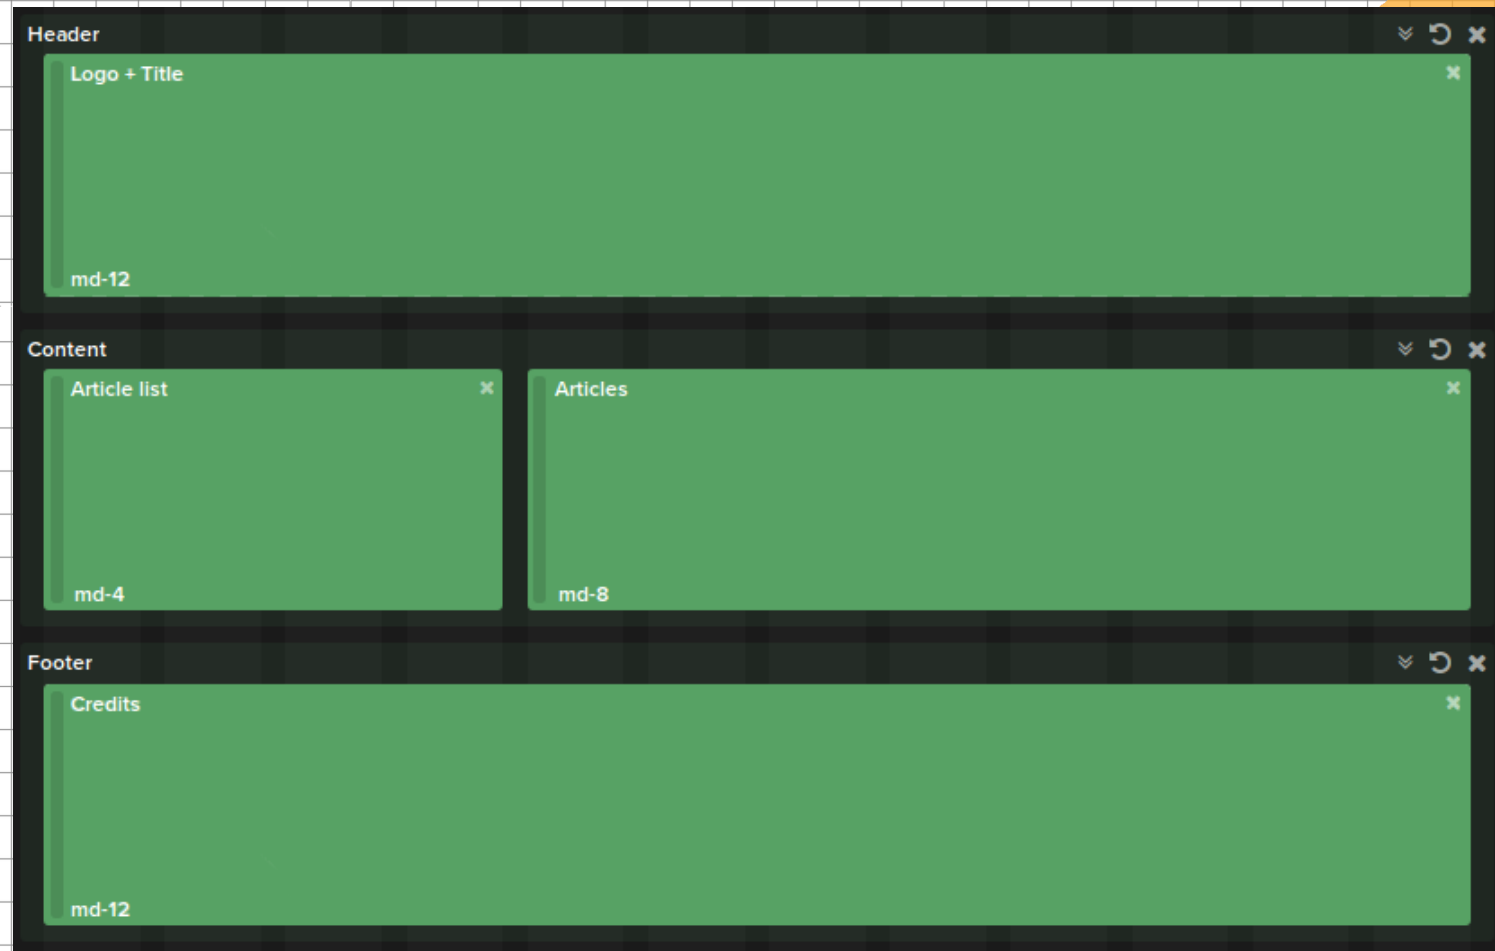 Header
Logo + Title
md-12
Content
Article list
md-4
Articles
md-8
Footer
Credits
md-12